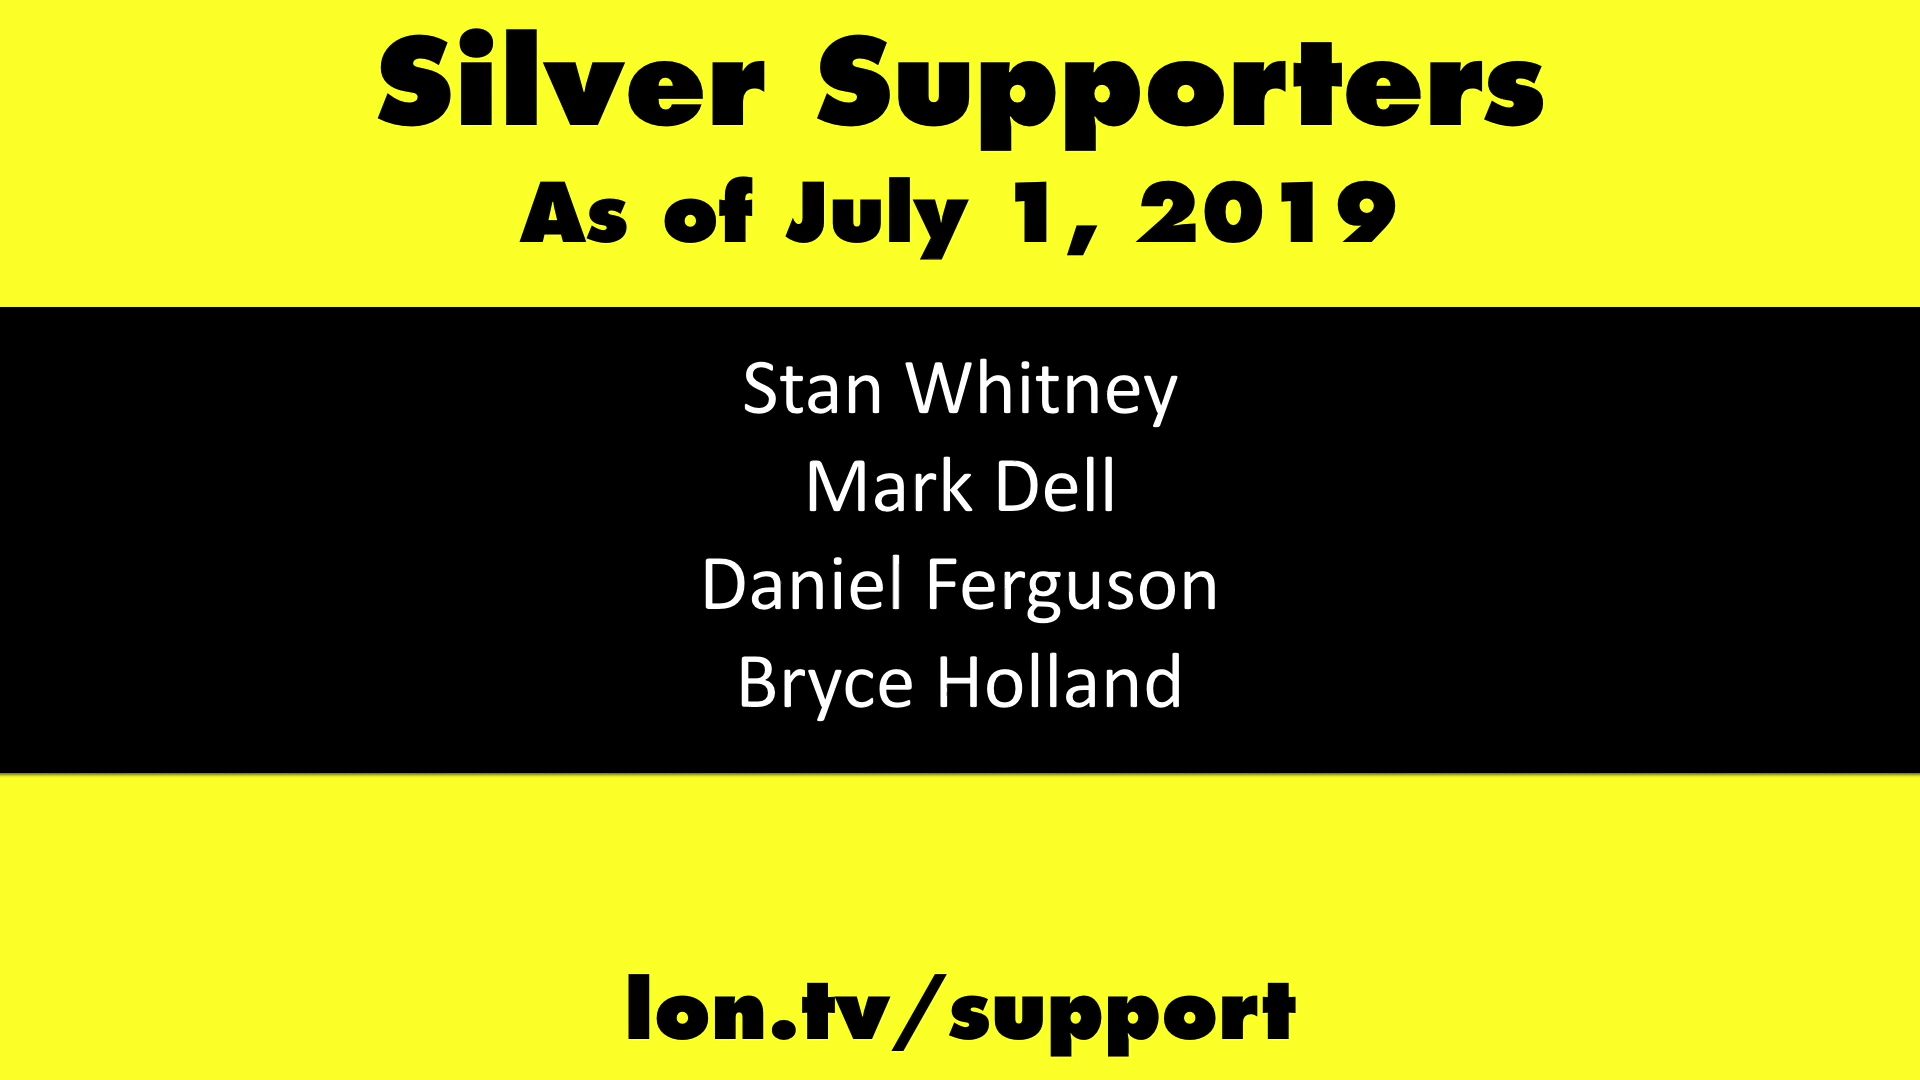 Silver Supporters
As of July 1, 2019
Stan Whitney
Mark Dell
Daniel Ferguson
Bryce Holland
lon.tv/support